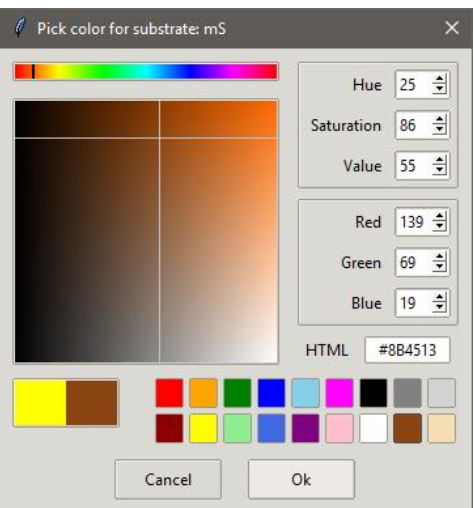 Pick color for substrate: mS
Hue 25
Saturation 86
Value 55
Red 139
Green 69
Blue 19
HTML #8B4513
Cancel Ok